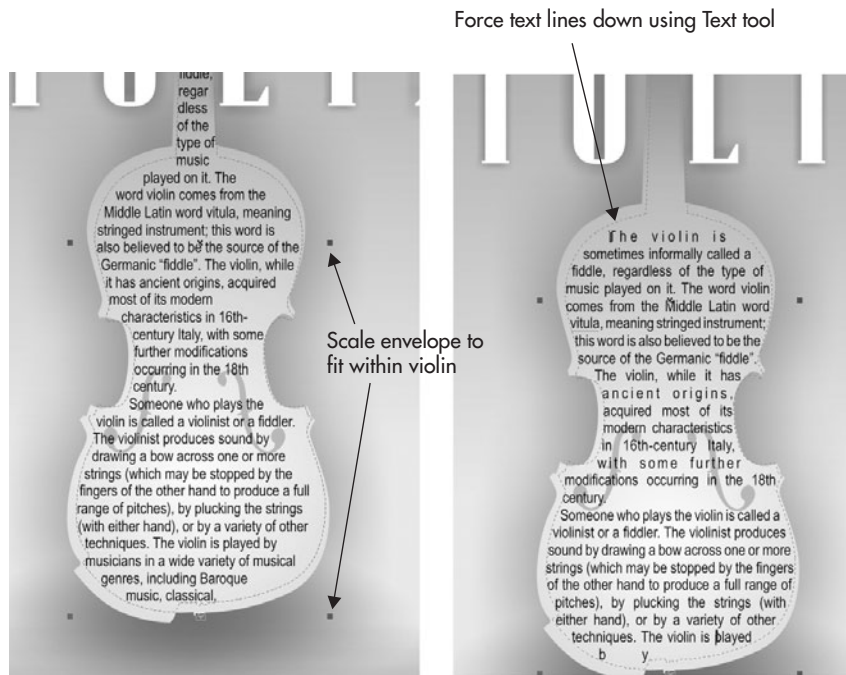 Force text lines down using Text tool
fiddle,
regar
dless
of the
type of
music
played on it. The
word violin comes from the
Middle Latin word vitula, meaning
stringed instrument; this word is
also believed to be the source of the
Germanic “fiddle”. The violin, while
it has ancient origins, acquired
most of its modern
characteristics in 16th-
century Italy, with some
further modifications
occurring in the 18th
century.
Someone who plays the
violin is called a violinist or a fiddler.
The violinist produces sound by
drawing a bow across one or more
strings (which may be stopped by the
fingers of the other hand to produce a full
range of pitches), by plucking the strings
(with either hand), or by a variety of other
techniques. The violin is played by
musicians in a wide variety of musical
genres, including Baroque
music, classical,
Scale envelope to
fit within violin
The violin is
sometimes informally called a
fiddle, regardless of the type of
music played on it. The word violin
comes from the Middle Latin word
vitula, meaning stringed instrument;
this word is also believed to be the
source of the Germanic “fiddle”.
The violin, while it has
ancient origins,
acquired most of its
modern characteristics
in 16th-century Italy,
with some further
modifications occurring in the 18th
century.
Someone who plays the violin is called a
violinist or a fiddler. The violinist produces
sound by drawing a bow across one or more
strings (which may be stopped by the fingers
of the other hand to produce a full range of
pitches), by plucking the strings (with
either hand), or by a variety of other
techniques. The violin is played
b y